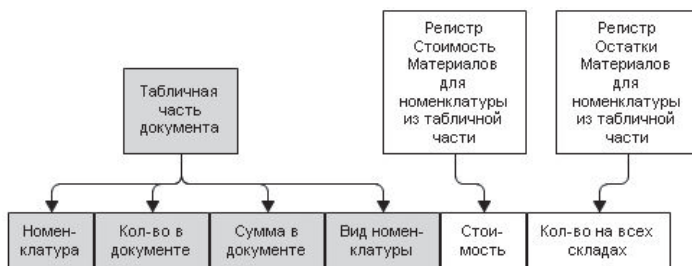 Табличная
часть
документа
Регистр
Стоимость
Материалов
для
номенклатуры
из табличной
части
Регистр
Остатки
Материалов
для
номенклатуры
из табличной
части
Номен-
клатура
Кол-во в
документе
Сумма в
документе
Вид номен-
клатуры
Стои-
мость
Кол-во на всех
складах